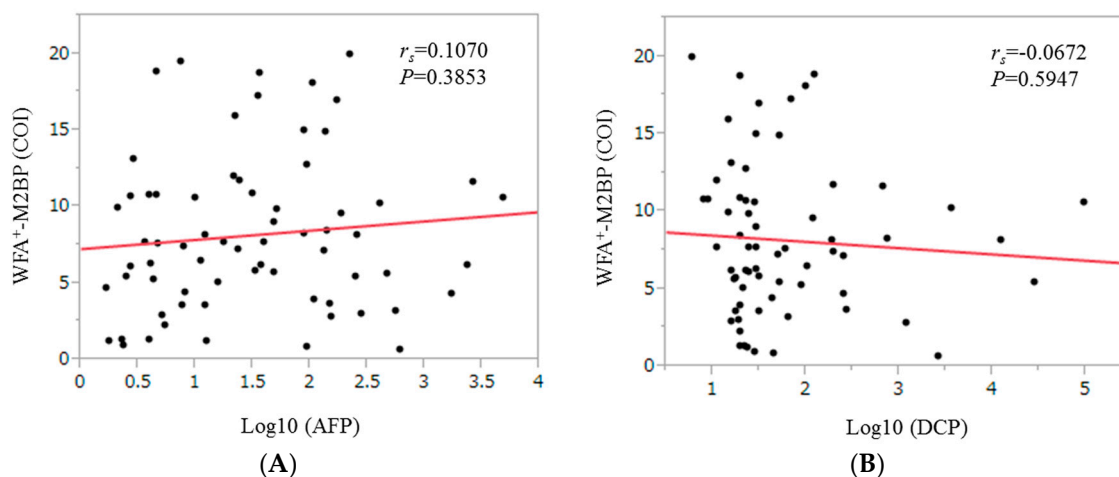 20
15
10
5
0
WFA⁺-M2BP (COI)
rs=0.1070
P=0.3853
0 0.5 1 1.5 2 2.5 3 3.5 4
Log10 (AFP)
(A)
20
15
10
5
0
WFA⁺-M2BP (COI)
rs=-0.0672
P=0.5947
1 2 3 4 5
Log10 (DCP)
(B)